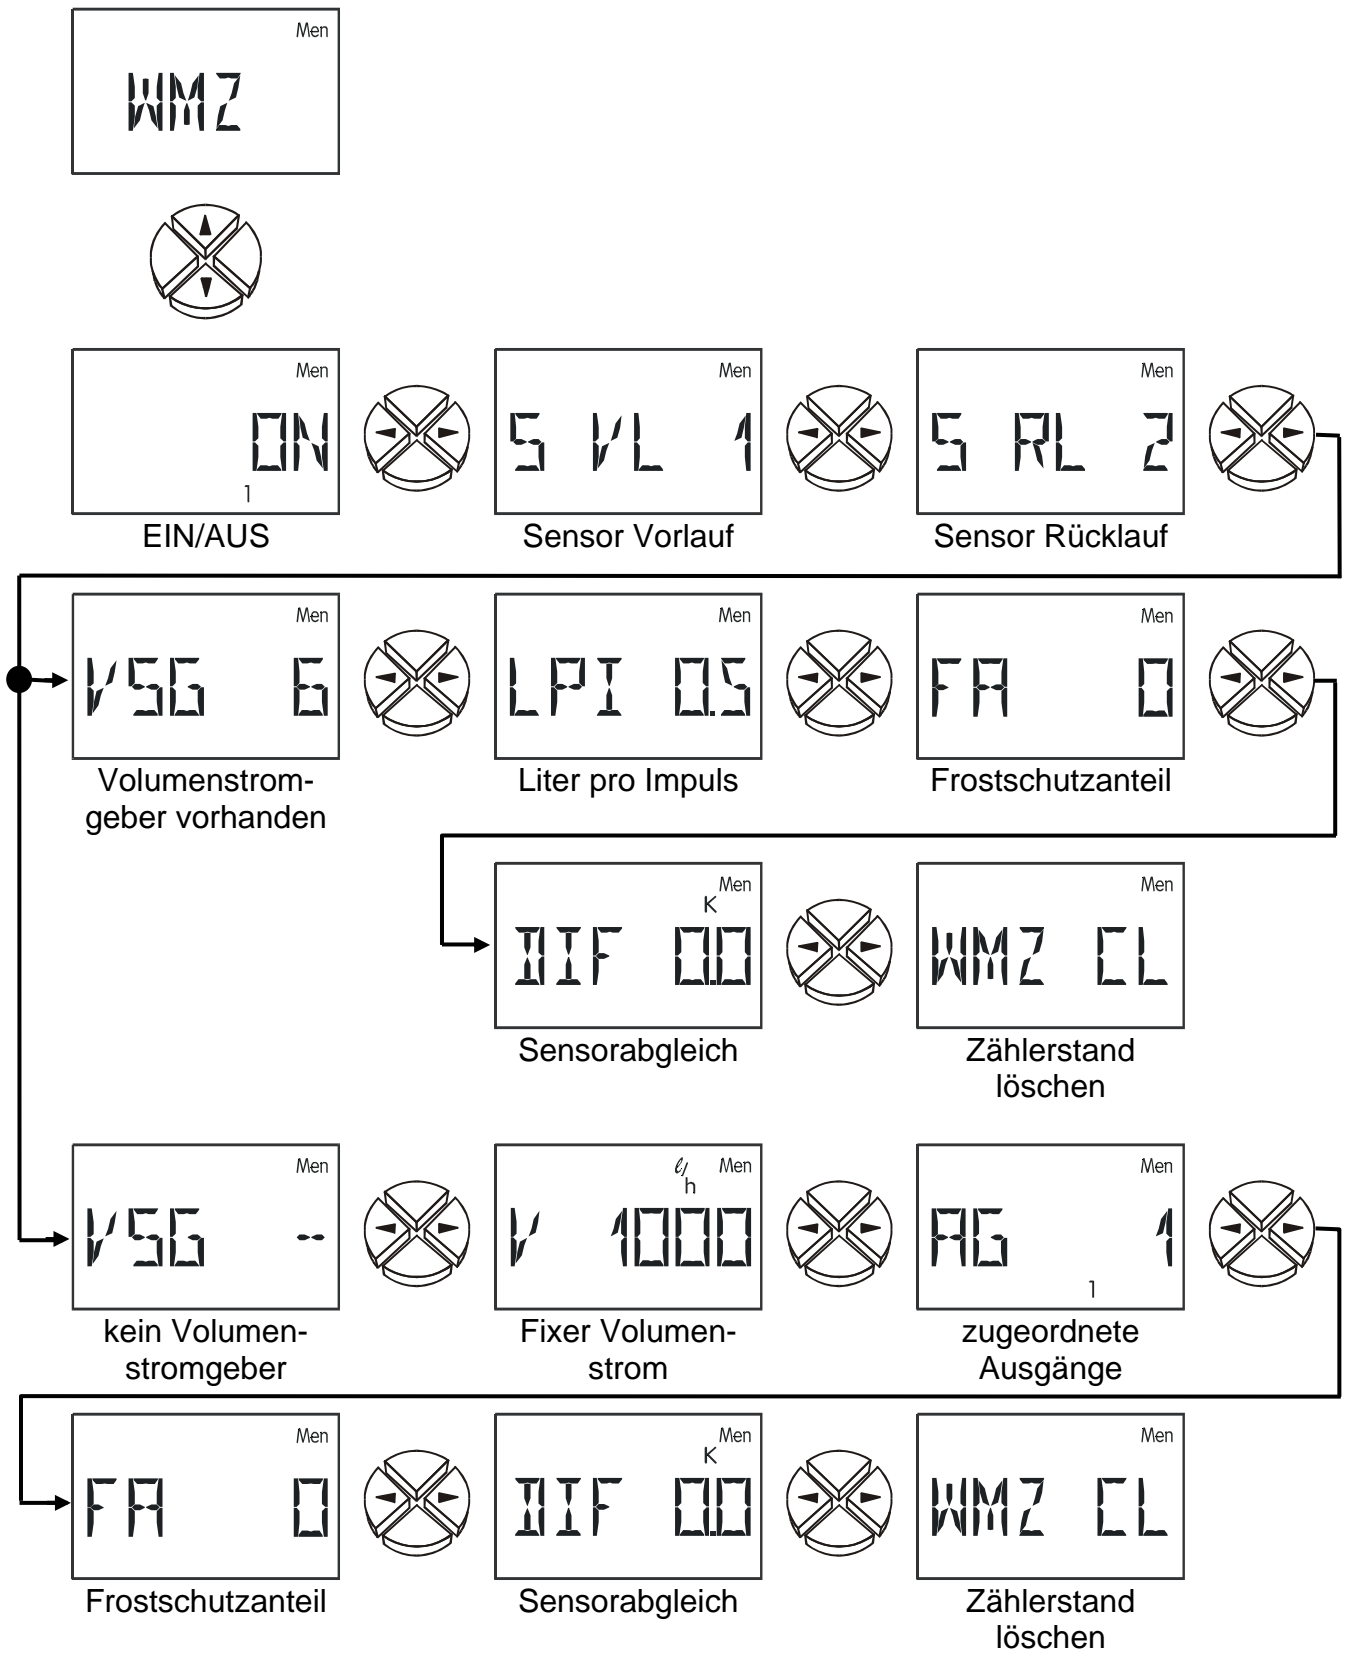 Men
WMZ
Men
ON
1
EIN/AUS
Men
S VL 1
Sensor Vorlauf
Men
S RL 2
Sensor Rücklauf
Men
VSG 6
Volumenstrom-
geber vorhanden
Men
LPI 0.5
Liter pro Impuls
Men
FA 0
Frostschutzanteil
Men
K
DIF 0.0
Sensorabgleich
Men
WMZ CL
Zählerstand
löschen
Men
VSG --
kein Volumen-
stromgeber
l/h Men
V 1000
Fixer Volumen-
strom
Men
AG 1
1
zugeordnete
Ausgänge
Men
FA 0
Frostschutzanteil
Men
K
DIF 0.0
Sensorabgleich
Men
WMZ CL
Zählerstand
löschen